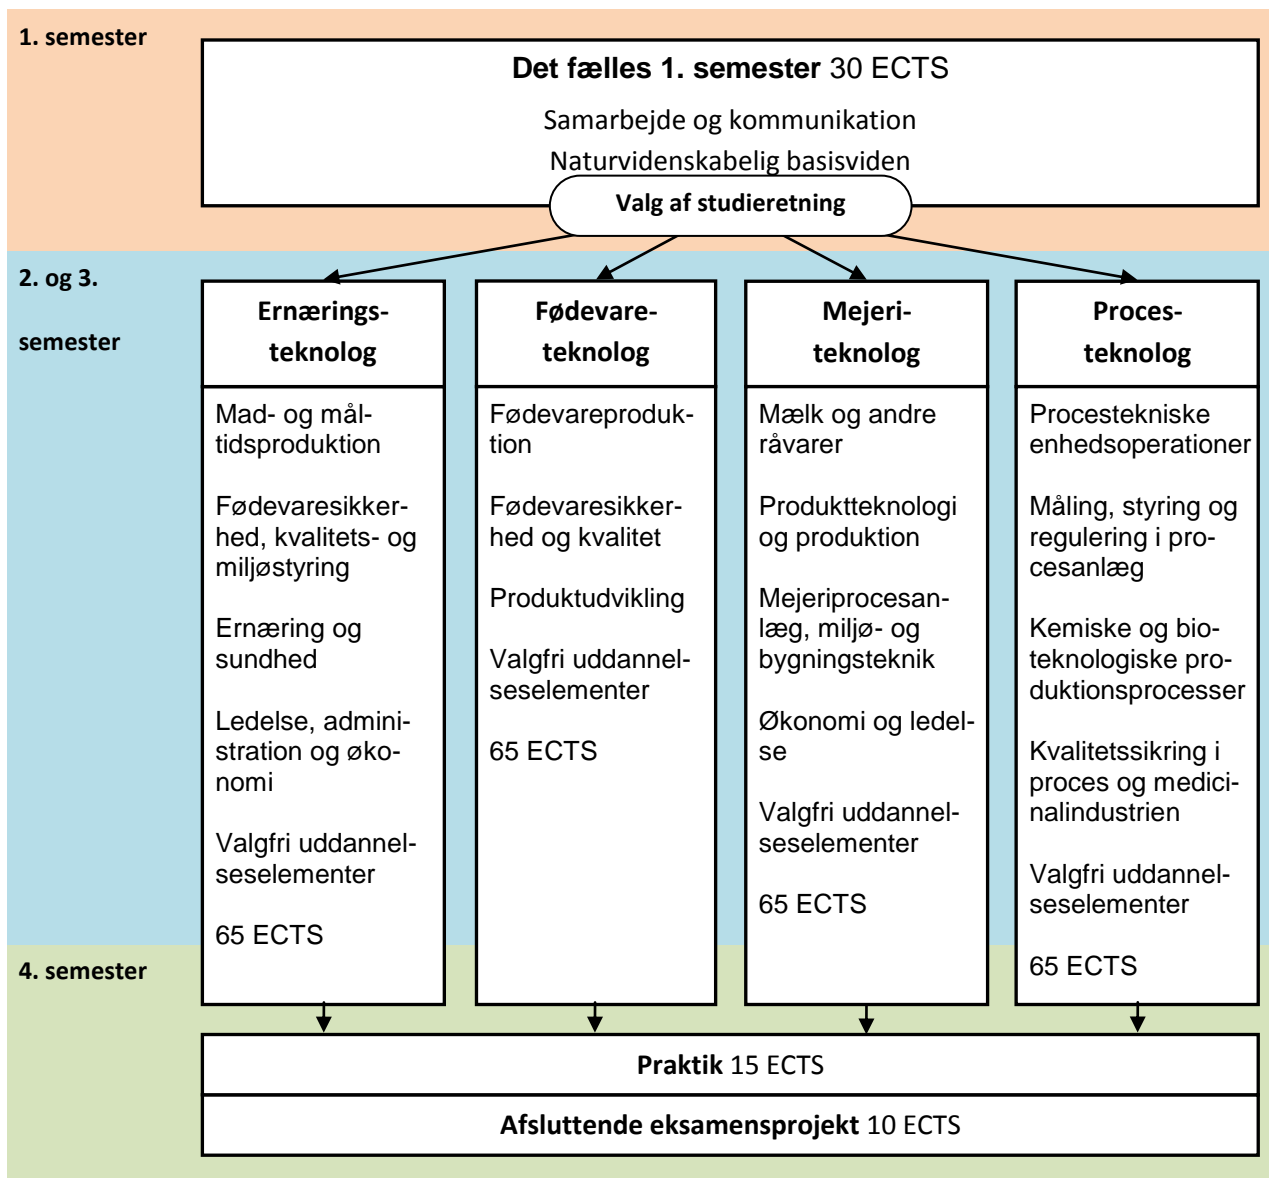 1. semester
Det fælles 1. semester 30 ECTS
Samarbejde og kommunikation
Naturvidenskabelig basisviden
Valg af studieretning
2. og 3.
semester
Ernærings-
teknolog
Mad- og mål-
tidsproduktion
Fødevaresikker-
hed, kvalitets- og
miljøstyring
Ernæring og
sundhed
Ledelse, admini-
stration og øko-
nomi
Valgfri uddannel-
seselementer
65 ECTS
Fødevare-
teknolog
Fødevareproduk-
tion
Fødevaresikker-
hed og kvalitet
Produktudvikling
Valgfri uddannel-
seselementer
65 ECTS
Mejeri-
teknolog
Mælk og andre
råvarer
Produktteknologi
og produktion
Mejeriprocesan-
læg, miljø- og
bygningsteknik
Økonomi og ledel-
se
Valgfri uddannel-
seselementer
65 ECTS
Proces-
teknolog
Procestekniske
enhedsoperationer
Måling, styring og
regulering i pro-
cesanlæg
Kemiske og bio-
teknologiske pro-
duktionsprocesser
Kvalitetssikring i
proces og medici-
nalindustrien
Valgfri uddannel-
seselementer
65 ECTS
4. semester
Praktik 15 ECTS
Afsluttende eksamensprojekt 10 ECTS